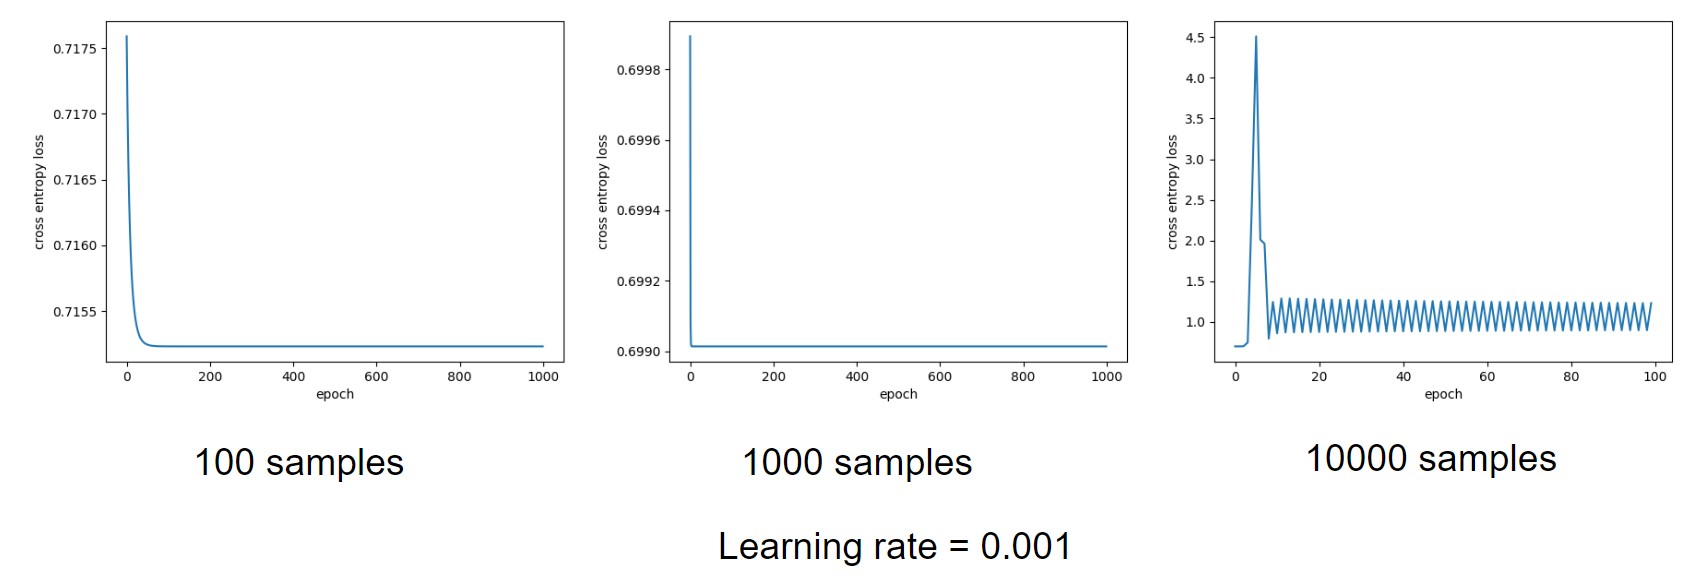 0.7175
0.7170
0.7165
0.7160
0.7155
cross entropy loss
0 200 400 600 800 1000
epoch
100 samples
0.6998
0.6996
0.6994
0.6992
0.6990
cross entropy loss
0 200 400 600 800 1000
epoch
1000 samples
4.5
4.0
3.5
3.0
2.5
2.0
1.5
1.0
cross entropy loss
0 20 40 60 80 100
epoch
10000 samples
Learning rate = 0.001